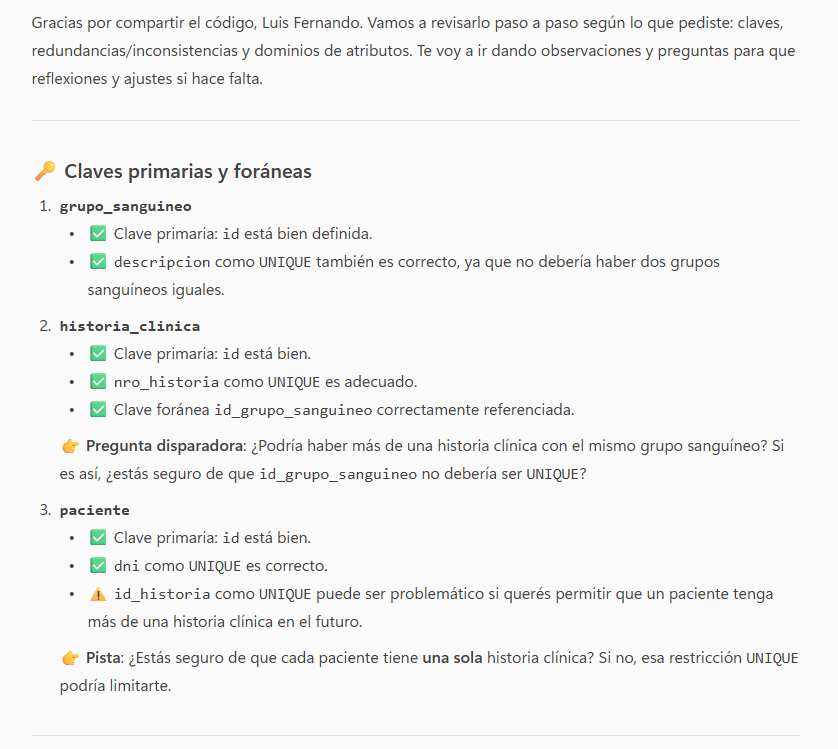 Gracias por compartir el código, Luis Fernando. Vamos a revisarlo paso a paso según lo que pediste: claves,
redundancias/inconsistencias y dominios de atributos. Te voy a ir dando observaciones y preguntas para que
reflexiones y ajustes si hace falta.
🔑 Claves primarias y foráneas
1. grupo_sanguineo
• ✅ Clave primaria: id está bien definida.
• ✅ descripcion como UNIQUE también es correcto, ya que no debería haber dos grupos
sanguíneos iguales.
2. historia_clinica
• ✅ Clave primaria: id está bien.
• ✅ nro_historia como UNIQUE es adecuado.
• ✅ Clave foránea id_grupo_sanguineo correctamente referenciada.
👉 Pregunta disparadora: ¿Podría haber más de una historia clínica con el mismo grupo sanguíneo? Si
es así, ¿estás seguro de que id_grupo_sanguineo no debería ser UNIQUE?
3. paciente
• ✅ Clave primaria: id está bien.
• ✅ dni como UNIQUE es correcto.
• ⚠️ id_historia como UNIQUE puede ser problemático si querés permitir que un paciente tenga
más de una historia clínica en el futuro.
👉 Pista: ¿Estás seguro de que cada paciente tiene una sola historia clínica? Si no, esa restricción UNIQUE
podría limitarte.